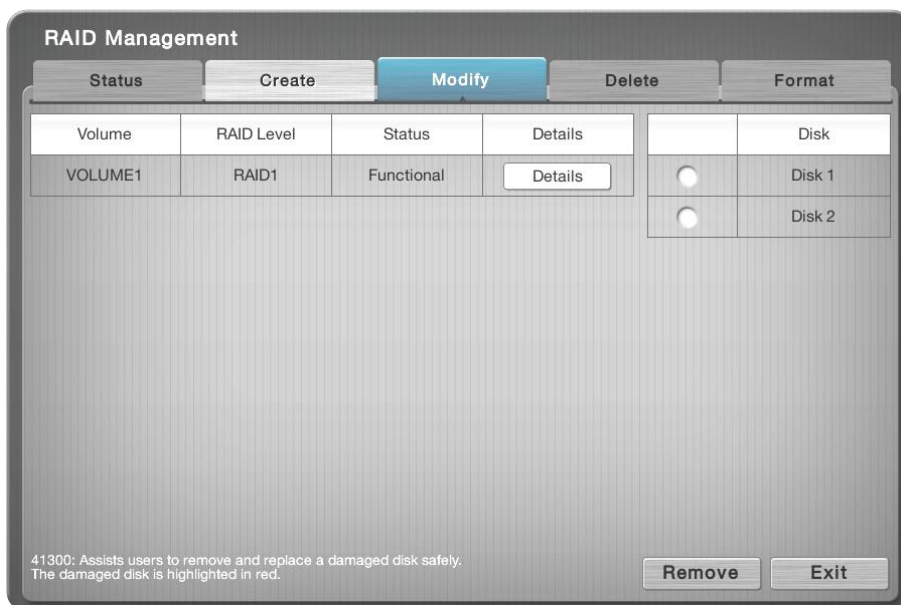 RAID Management
Status Create Modify Delete Format
Volume RAID Level Status Details Disk
VOLUME1 RAID1 Functional Details Disk 1
Disk 2
41300: Assists users to remove and replace a damaged disk safely.
The damaged disk is highlighted in red.
Remove Exit